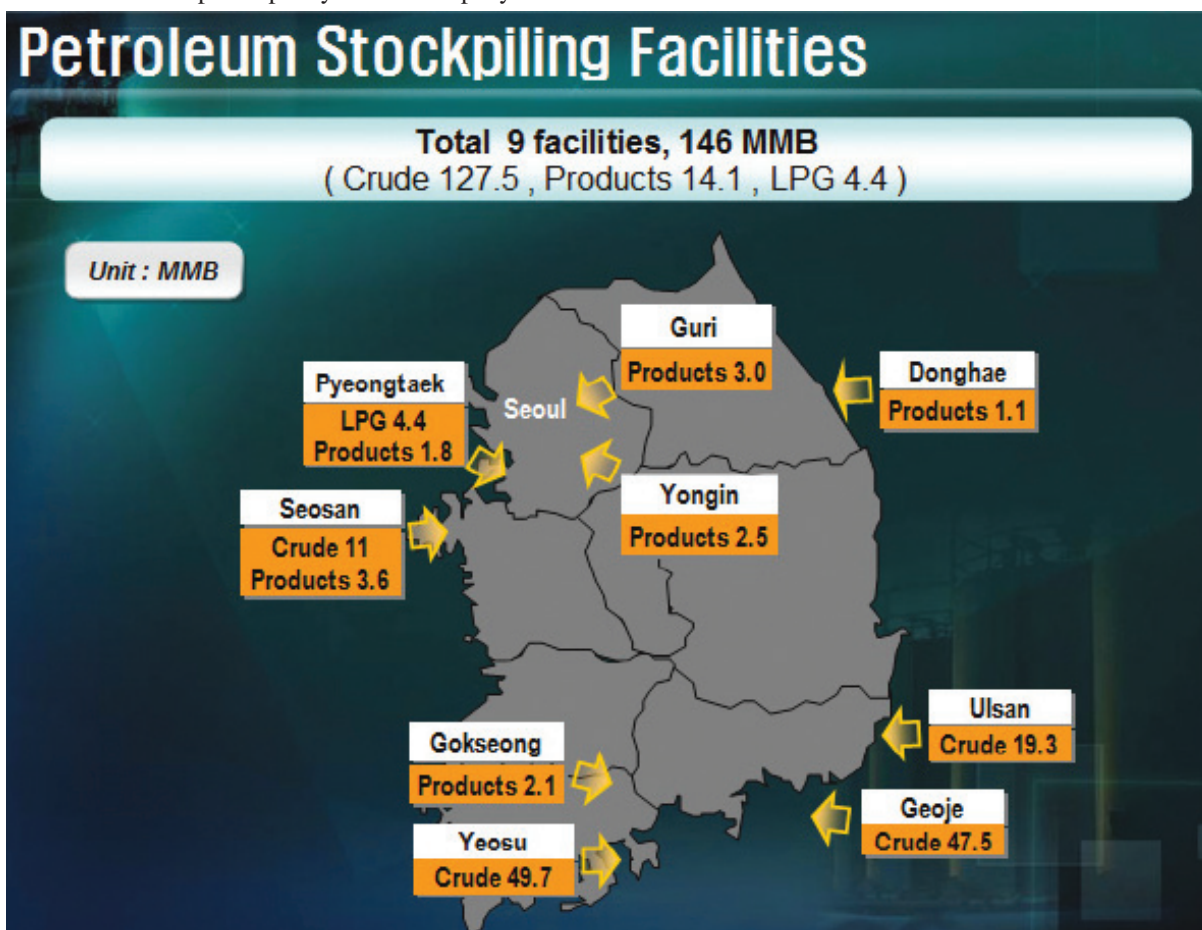 Petroleum Stockpiling Facilities
Total 9 facilities, 146 MMB
( Crude 127.5 , Products 14.1 , LPG 4.4 )
Unit : MMB
Guri
Products 3.0
Pyeongtaek
LPG 4.4
Products 1.8
Seoul
Donghae
Products 1.1
Seosan
Crude 11
Products 3.6
Yongin
Products 2.5
Ulsan
Crude 19.3
Gokseong
Products 2.1
Geoje
Crude 47.5
Yeosu
Crude 49.7